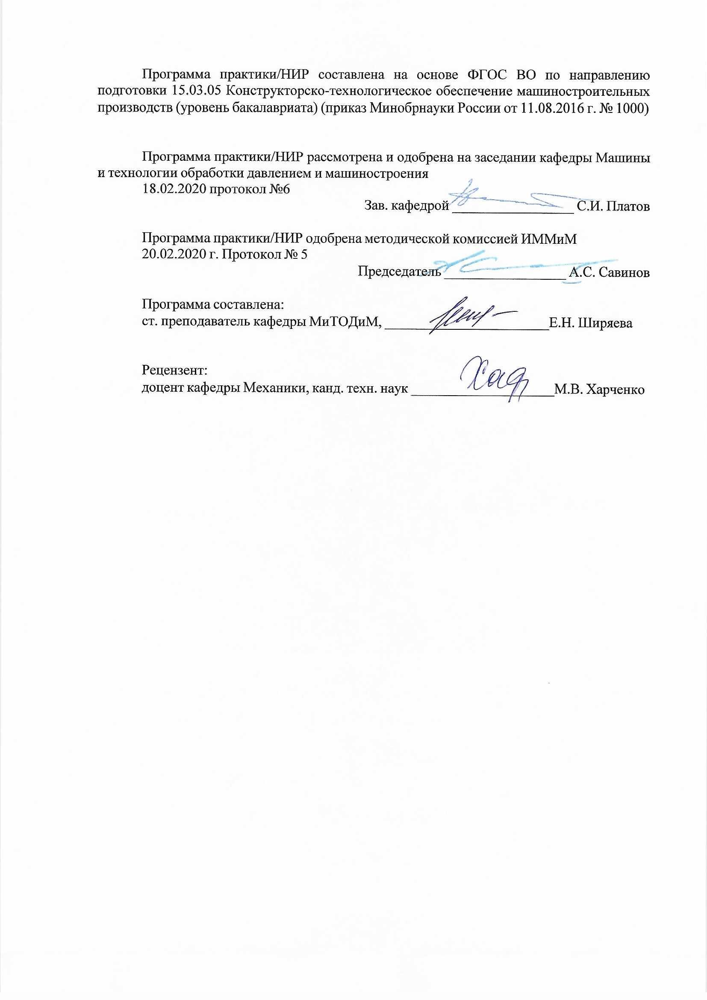 Программа практики/НИР составлена на основе ФГОС ВО по направлению
подготовки 15.03.05 Конструкторско-технологическое обеспечение машиностроительных
производств (уровень бакалавриата) (приказ Минобрнауки России от 11.08.2016 г. № 1000)
Программа практики/НИР рассмотрена и одобрена на заседании кафедры Машины
и технологии обработки давлением и машиностроения
18.02.2020 протокол №6
Зав. кафедрой ________________ С.И. Платов
Программа практики/НИР одобрена методической комиссией ИММиМ
20.02.2020 г. Протокол № 5
Председатель ________________ А.С. Савинов
Программа составлена:
ст. преподаватель кафедры МиТОДиМ, ______________________Е.Н. Ширяева
Рецензент:
доцент кафедры Механики, канд. техн. наук ___________________М.В. Харченко